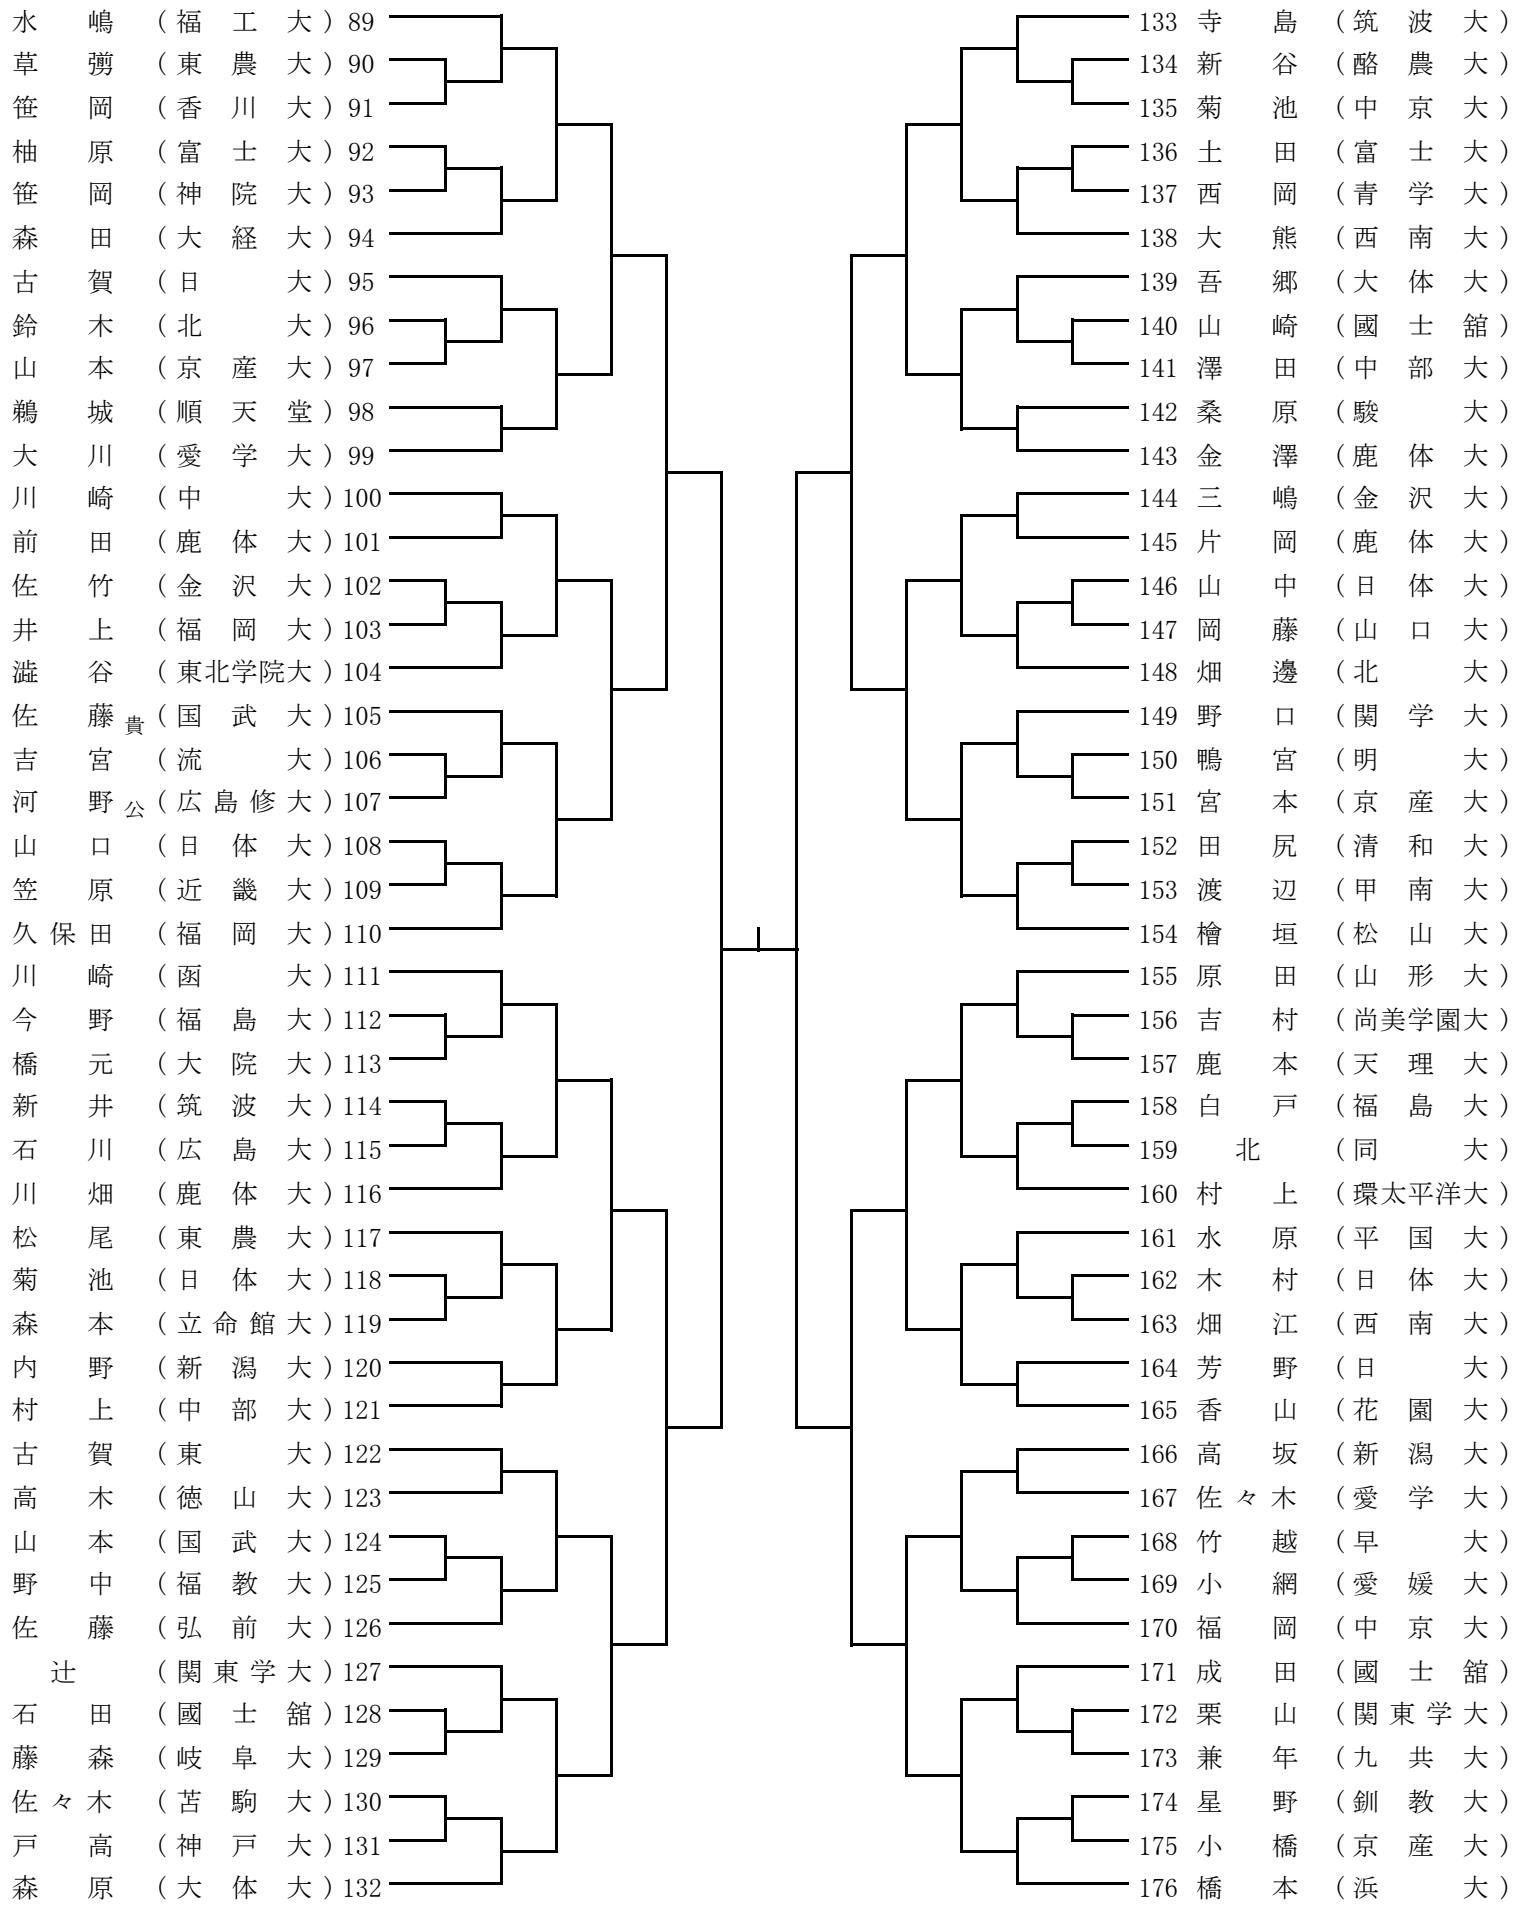 水嶋(福工大)89
草彅(東農大)90
笹岡(香川大)91
柚原(富士大)92
笹岡(神院大)93
森田(大経大)94
古賀(日大)95
鈴木(北大)96
山本(京産大)97
鵜城(順天堂)98
大川(愛学大)99
川崎(中大)100
前田(鹿体大)101
佐竹(金沢大)102
井上(福岡大)103
澁谷(東北学院大)104
佐藤貴(国武大)105
吉宮(流大)106
河野公(広島修大)107
山口(日体大)108
笠原(近畿大)109
久保田(福岡大)110
川崎(函大)111
今野(福島大)112
橋元(大院大)113
新井(筑波大)114
石川(広島大)115
川畑(鹿体大)116
松尾(東農大)117
菊池(日体大)118
森本(立命館大)119
内野(新潟大)120
村上(中部大)121
古賀(東大)122
高木(徳山大)123
山本(国武大)124
野中(福教大)125
佐藤(弘前大)126
辻(関東学大)127
石田(國士舘)128
藤森(岐阜大)129
佐々木(苫駒大)130
戸高(神戸大)131
森原(大体大)132
133 寺島(筑波大)
134 新谷(酪農大)
135 菊池(中京大)
136 土田(富士大)
137 西岡(青学大)
138 大熊(西南大)
139 吾郷(大体大)
140 山崎(國士舘)
141 澤田(中部大)
142 桑原(駿大)
143 金澤(鹿体大)
144 三嶋(金沢大)
145 片岡(鹿体大)
146 山中(日体大)
147 岡藤(山口大)
148 畑邊(北大)
149 野口(関学大)
150 鴨宮(明大)
151 宮本(京産大)
152 田尻(清和大)
153 渡辺(甲南大)
154 檜垣(松山大)
155 原田(山形大)
156 吉村(尚美学園大)
157 鹿本(天理大)
158 白戸(福島大)
159 北(同大)
160 村上(環太平洋大)
161 水原(平国大)
162 木村(日体大)
163 畑江(西南大)
164 芳野(日大)
165 香山(花園大)
166 高坂(新潟大)
167 佐々木(愛学大)
168 竹越(早大)
169 小網(愛媛大)
170 福岡(中京大)
171 成田(國士舘)
172 栗山(関東学大)
173 兼年(九共大)
174 星野(釧教大)
175 小橋(京産大)
176 橋本(浜大)